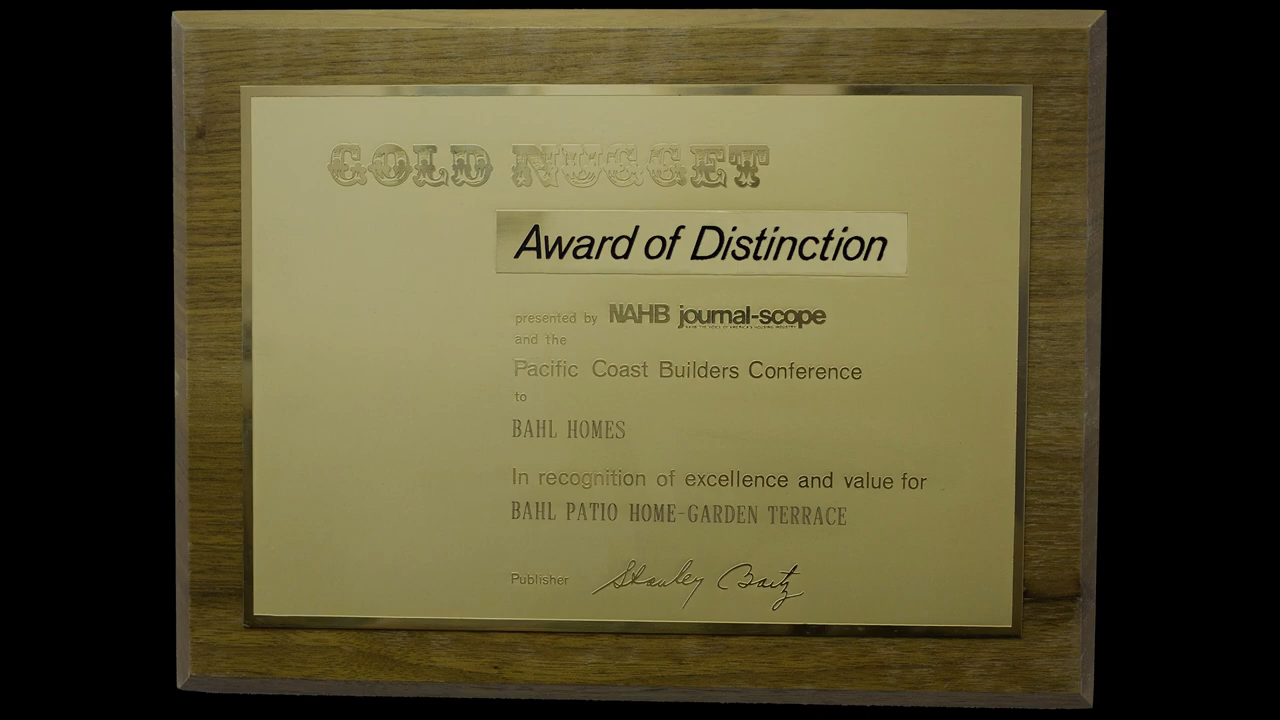 GOLD NUGGET
Award of Distinction
presented by NAHB journal-scope
and the
Pacific Coast Builders Conference
to
BAHL HOMES
In recognition of excellence and value for
BAHL PATIO HOME-GARDEN TERRACE
Publisher Stanley Baitz